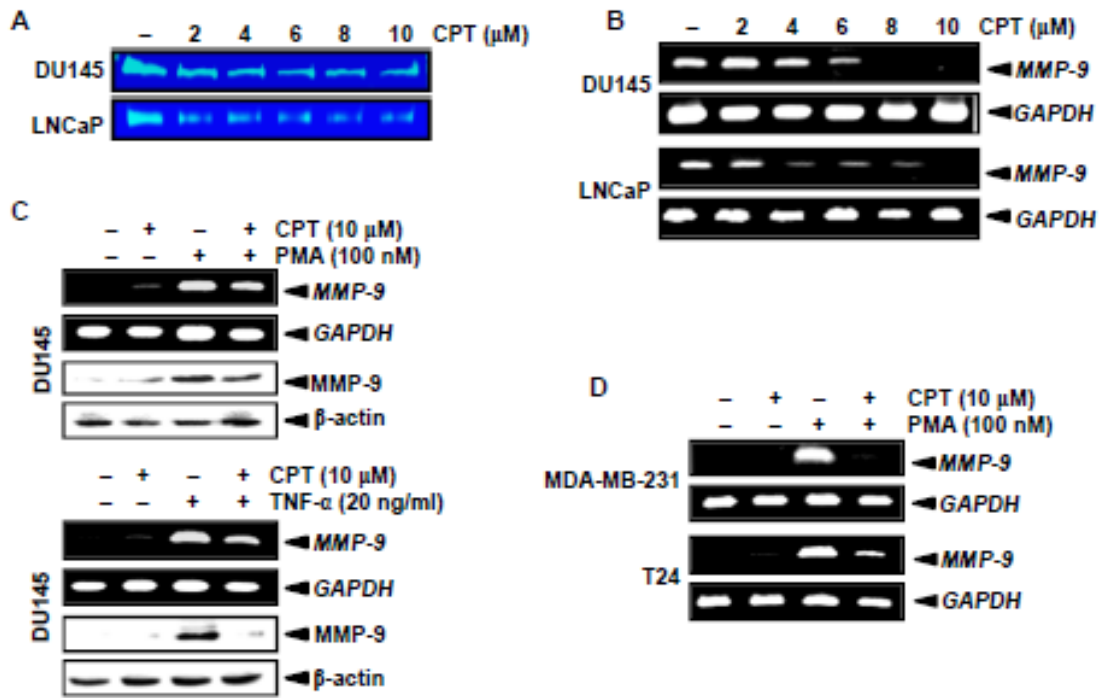 A
– 2 4 6 8 10 CPT (μM)
DU145
LNCaP
B
– 2 4 6 8 10 CPT (μM)
DU145
MMP-9
GAPDH
LNCaP
MMP-9
GAPDH
C
– + – + CPT (10 μM)
– – + + PMA (100 nM)
DU145
MMP-9
GAPDH
MMP-9
β-actin
– + – + CPT (10 μM)
– – + + TNF-α (20 ng/ml)
DU145
MMP-9
GAPDH
MMP-9
β-actin
D
– + – + CPT (10 μM)
– – + + PMA (100 nM)
MDA-MB-231
MMP-9
GAPDH
T24
MMP-9
GAPDH